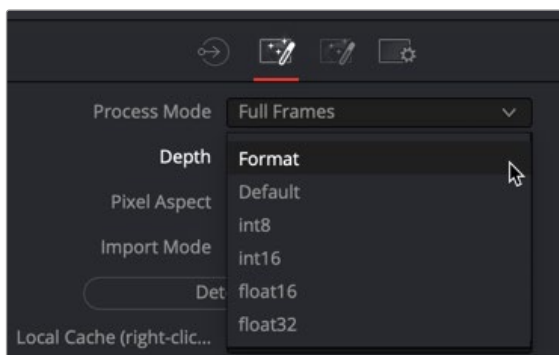 Process Mode Full Frames
Depth Format
Default
Pixel Aspect
int8
Import Mode
int16
Det float16
float32
Local Cache (right-clic...